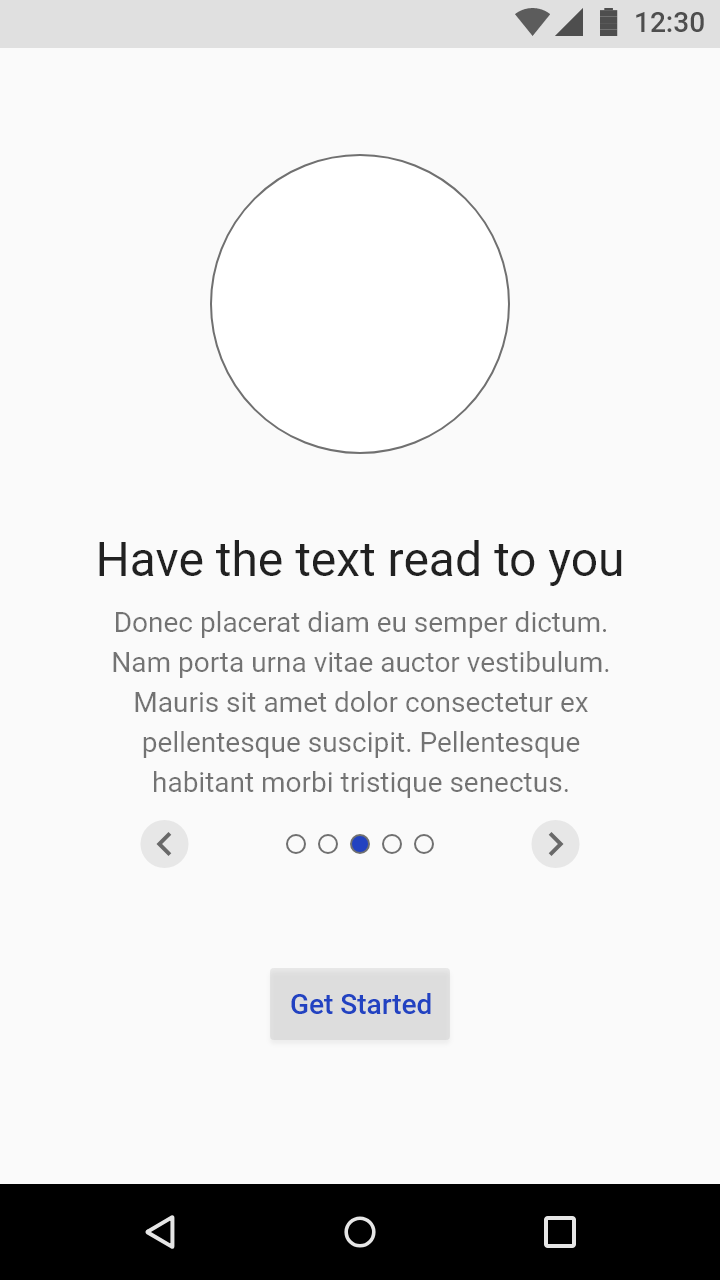 12:30
Have the text read to you
Donec placerat diam eu semper dictum.
Nam porta urna vitae auctor vestibulum.
Mauris sit amet dolor consectetur ex
pellentesque suscipit. Pellentesque
habitant morbi tristique senectus.
Get Started